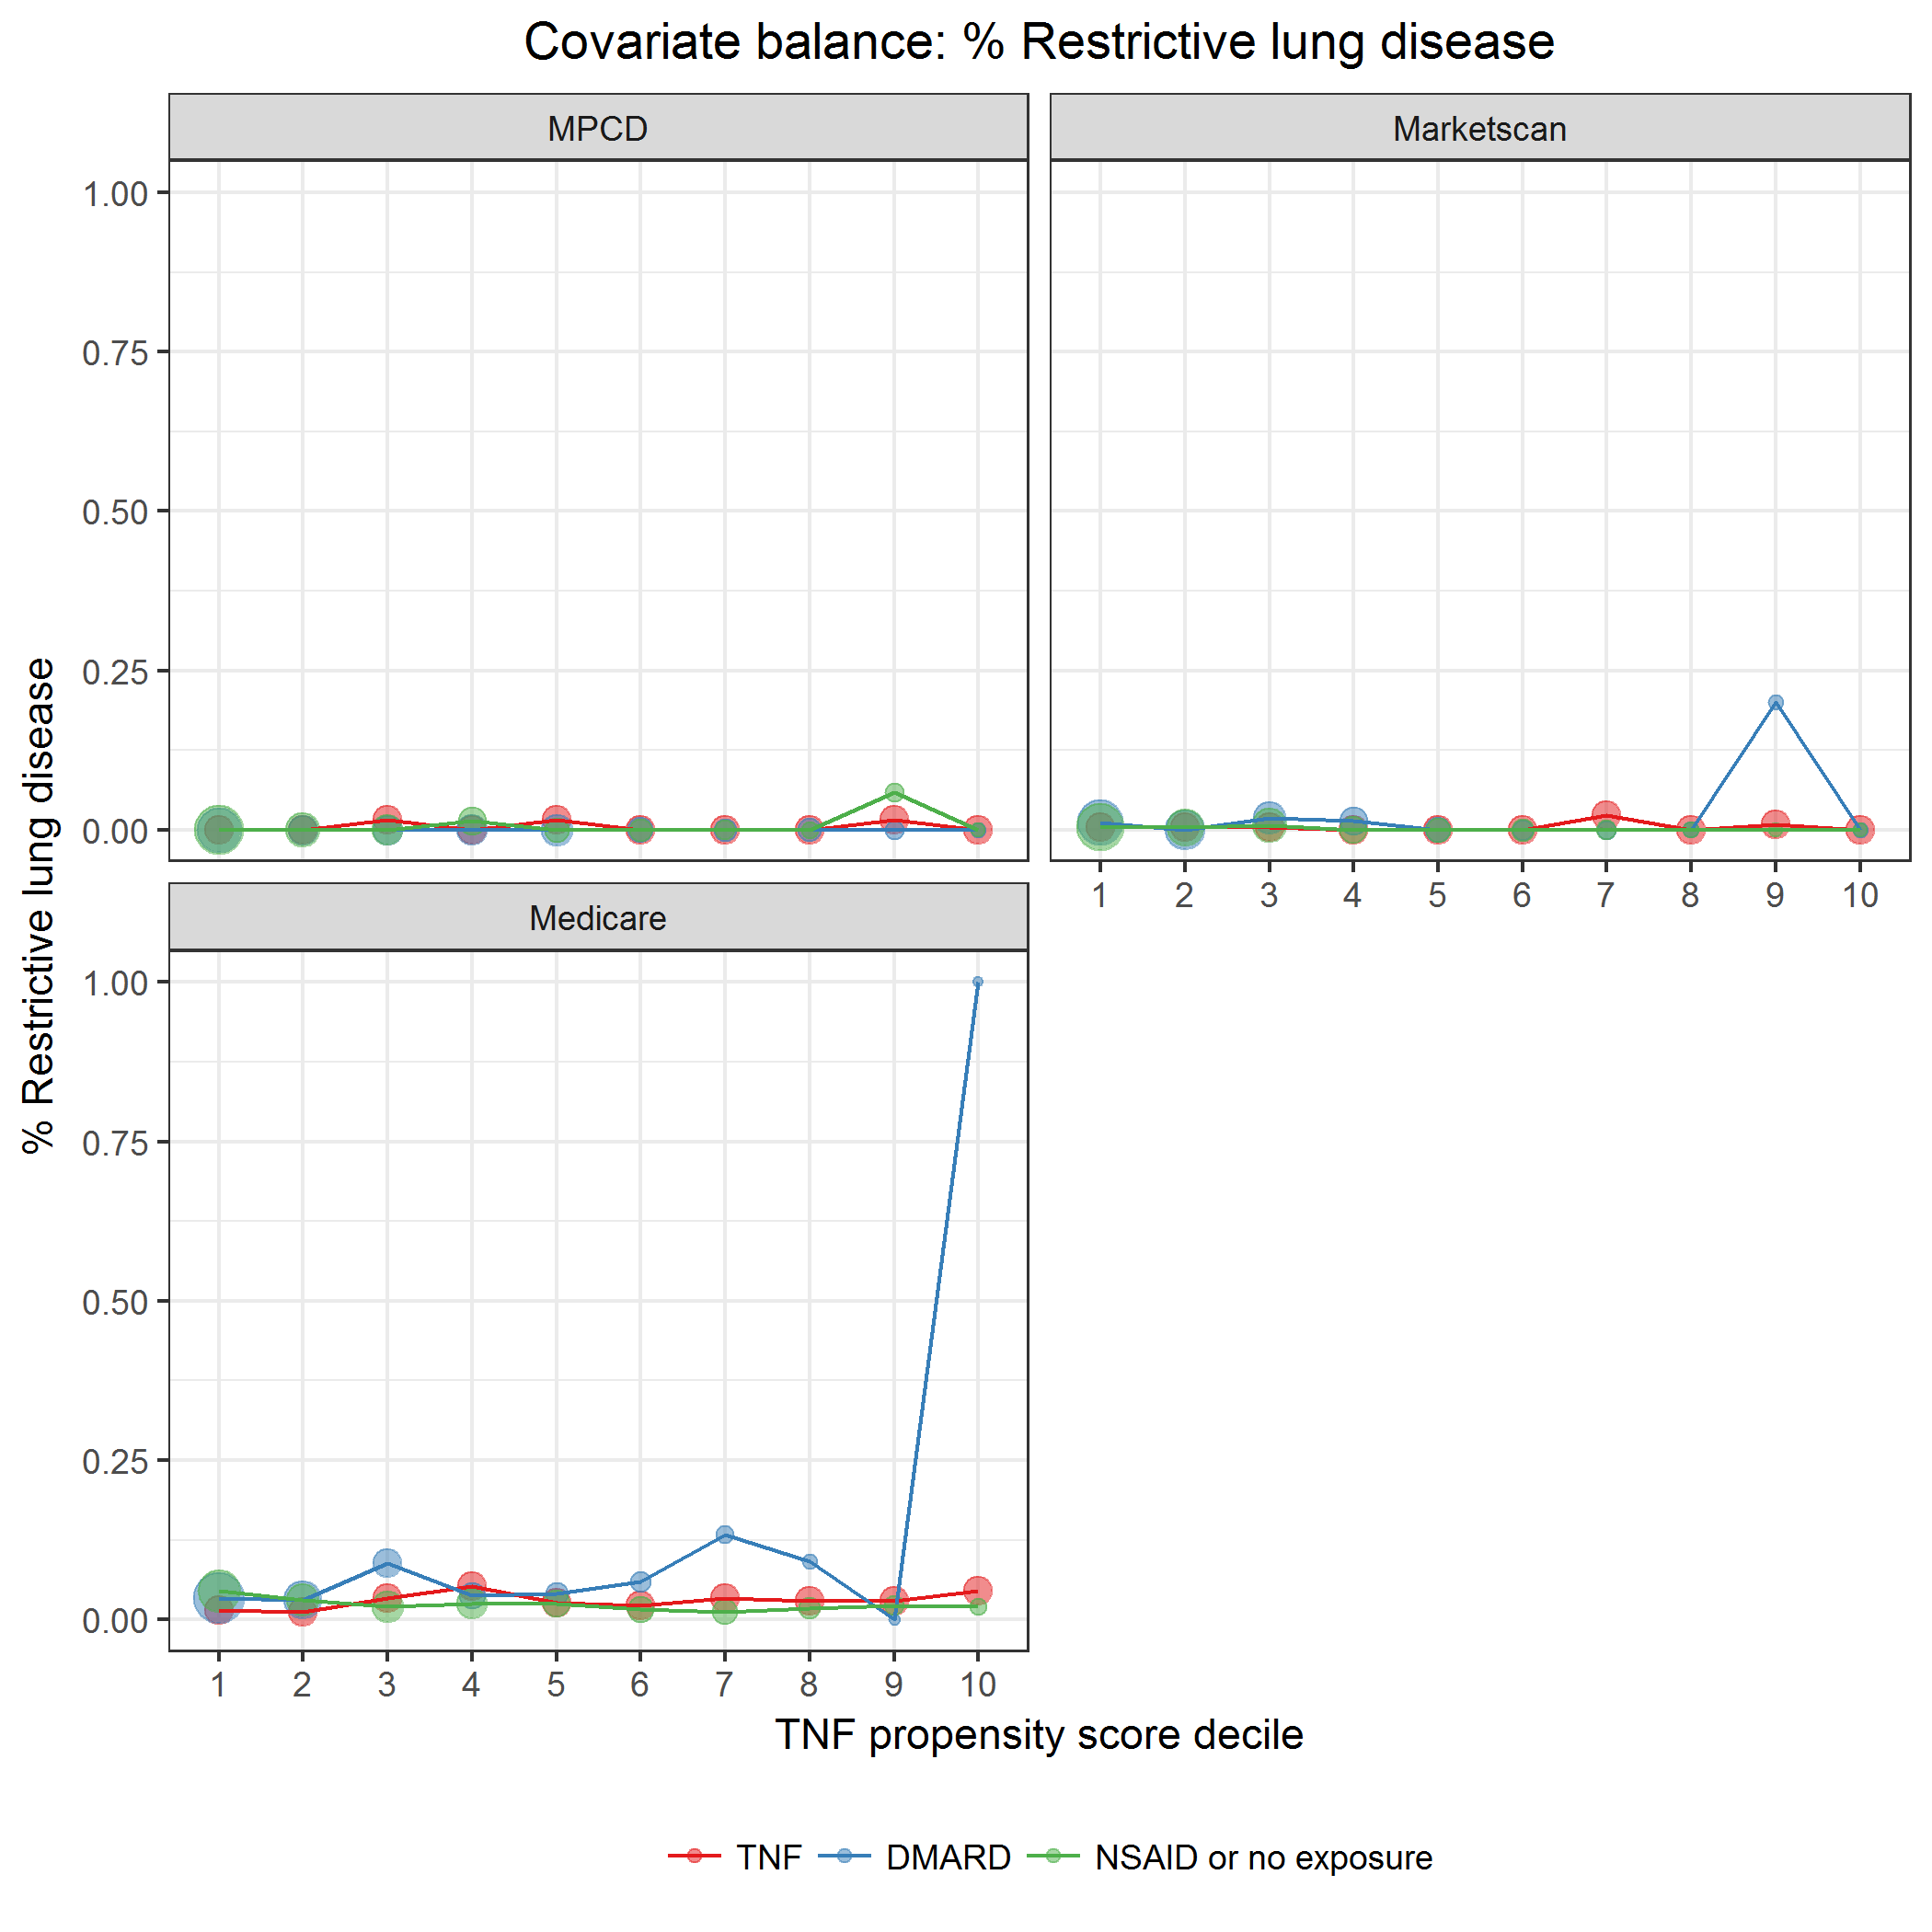 Covariate balance: % Restrictive lung disease
MPCD
Marketscan
1.00
0.75
0.50
0.25
0.00
1 2 3 4 5 6 7 8 9 10
Medicare
1.00
0.75
0.50
0.25
0.00
1 2 3 4 5 6 7 8 9 10
% Restrictive lung disease
TNF propensity score decile
TNF DMARD NSAID or no exposure